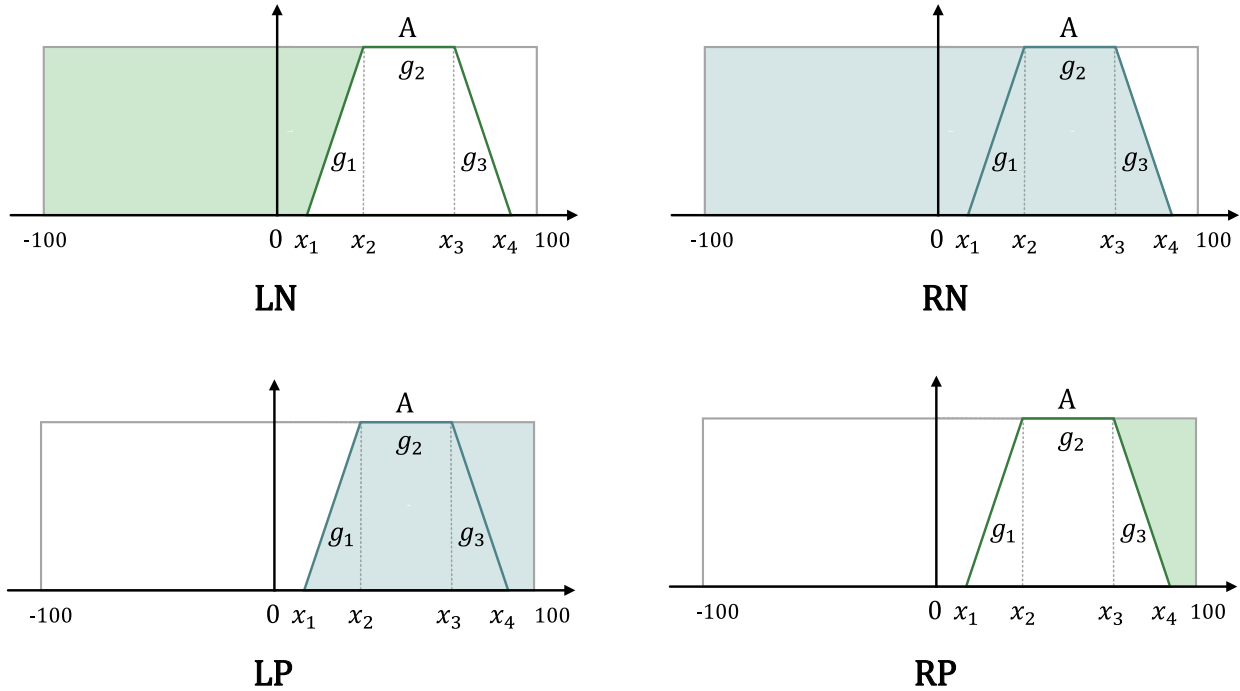 A
g₂
g₁ g₃
-100 0 x₁ x₂ x₃ x₄ 100
LN
A
g₂
g₁ g₃
-100 0 x₁ x₂ x₃ x₄ 100
RN
A
g₂
g₁ g₃
-100 0 x₁ x₂ x₃ x₄ 100
LP
A
g₂
g₁ g₃
-100 0 x₁ x₂ x₃ x₄ 100
RP